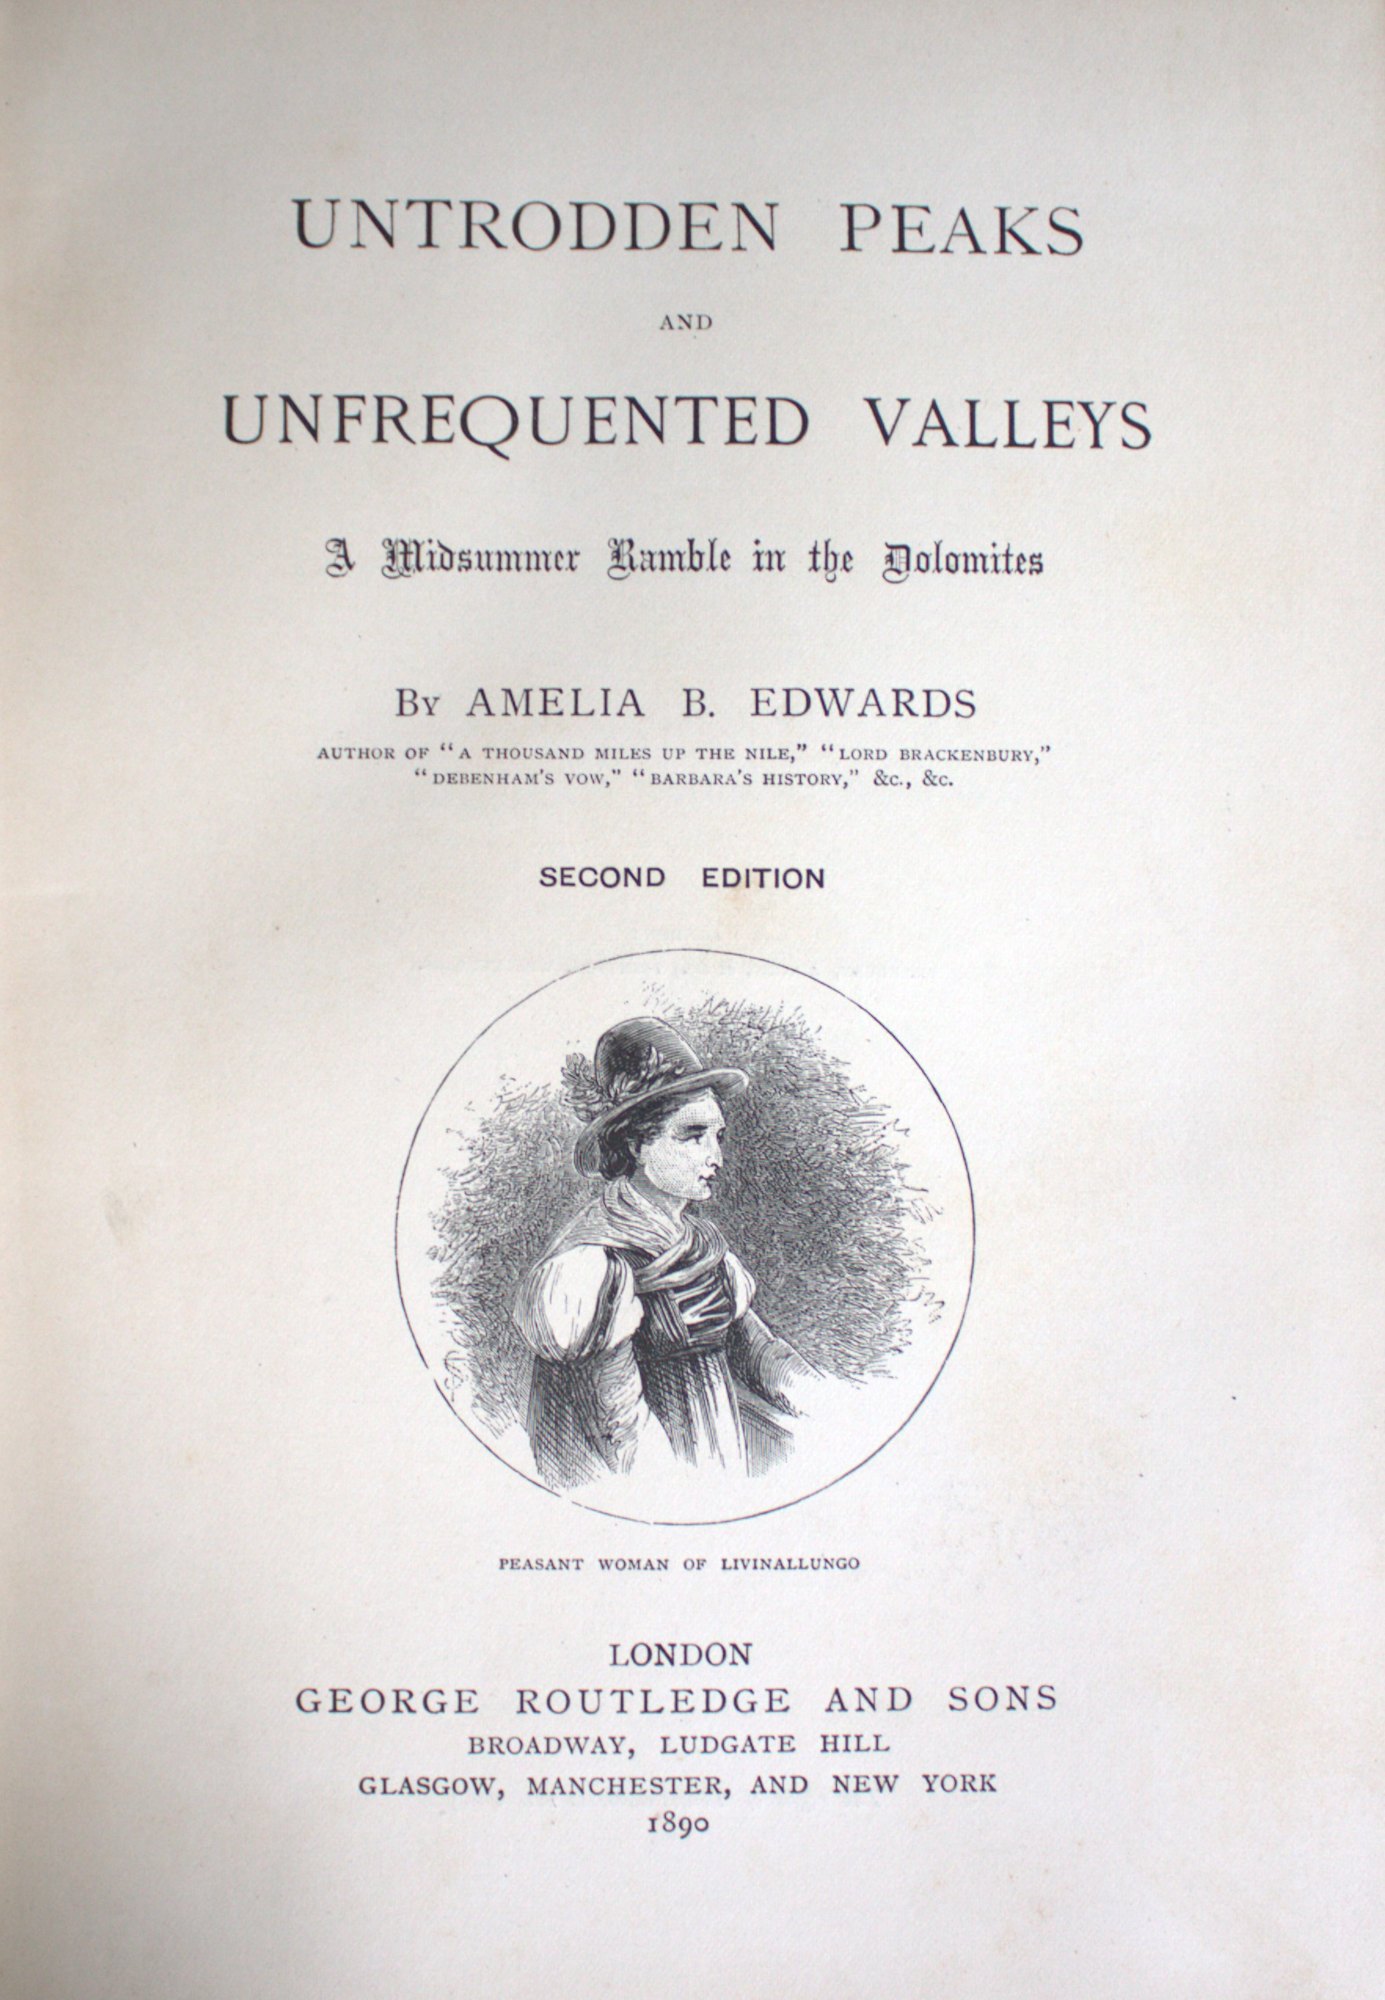 UNTRODDEN PEAKS
AND
UNFREQUENTED VALLEYS
A Midsummer Ramble in the Dolomites
By AMELIA B. EDWARDS
AUTHOR OF "A THOUSAND MILES UP THE NILE," "LORD BRACKENBURY,"
"DEBENHAM'S VOW," "BARBARA'S HISTORY," &c., &c.
SECOND EDITION
PEASANT WOMAN OF LIVINALLUNGO
LONDON
GEORGE ROUTLEDGE AND SONS
BROADWAY, LUDGATE HILL
GLASGOW, MANCHESTER, AND NEW YORK
1890